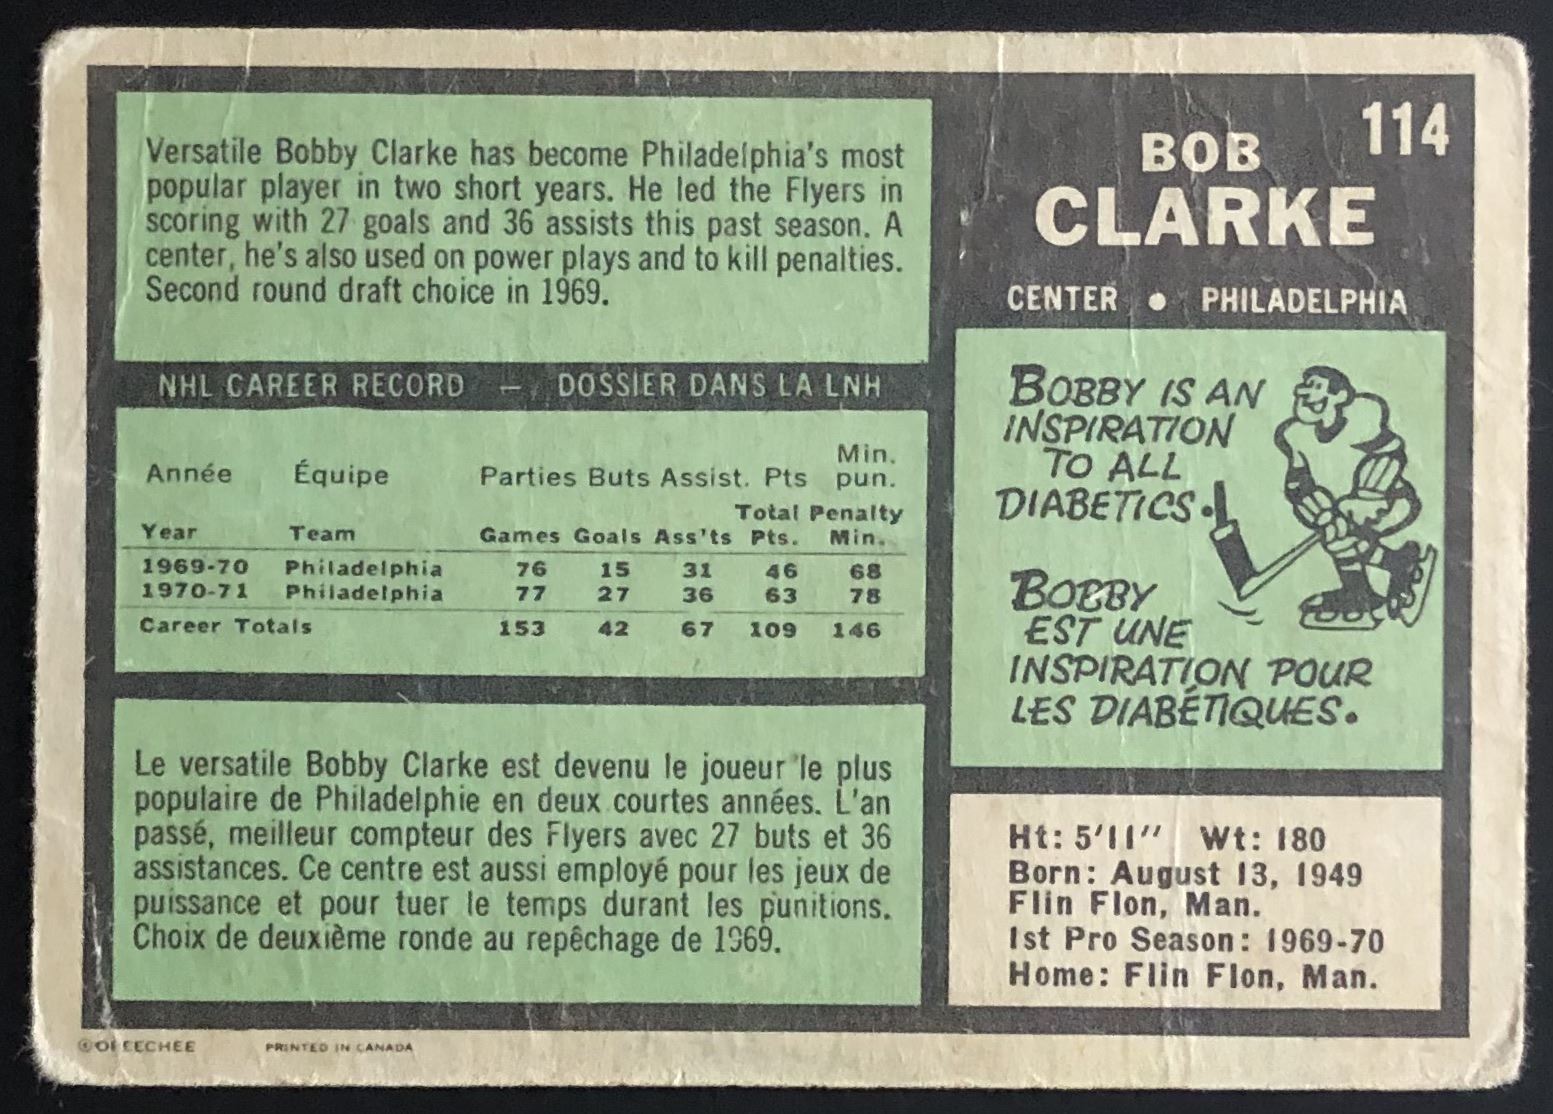 Versatile Bobby Clarke has become Philadelphia's most
popular player in two short years. He led the Flyers in
scoring with 27 goals and 36 assists this past season. A
center, he's also used on power plays and to kill penalties.
Second round draft choice in 1969.
NHL CAREER RECORD — DOSSIER DANS LA LNH
Année Équipe Parties Buts Assist. Pts Min. pun.
Year Team Games Goals Ass'ts Total Pts. Penalty Min.
1969-70 Philadelphia 76 15 31 46 68
1970-71 Philadelphia 77 27 36 63 78
Career Totals 153 42 67 109 146
Le versatile Bobby Clarke est devenu le joueur le plus
populaire de Philadelphie en deux courtes années. L'an
passé, meilleur compteur des Flyers avec 27 buts et 36
assistances. Ce centre est aussi employé pour les jeux de
puissance et pour tuer le temps durant les punitions.
Choix de deuxième ronde au repêchage de 1969.
114
BOB
CLARKE
CENTER • PHILADELPHIA
BOBBY IS AN
INSPIRATION
TO ALL
DIABETICS.
BOBBY
EST UNE
INSPIRATION POUR
LES DIABÉTIQUES.
Ht: 5'11" Wt: 180
Born: August 13, 1949
Flin Flon, Man.
1st Pro Season: 1969-70
Home: Flin Flon, Man.
©OPEECHEE PRINTED IN CANADA